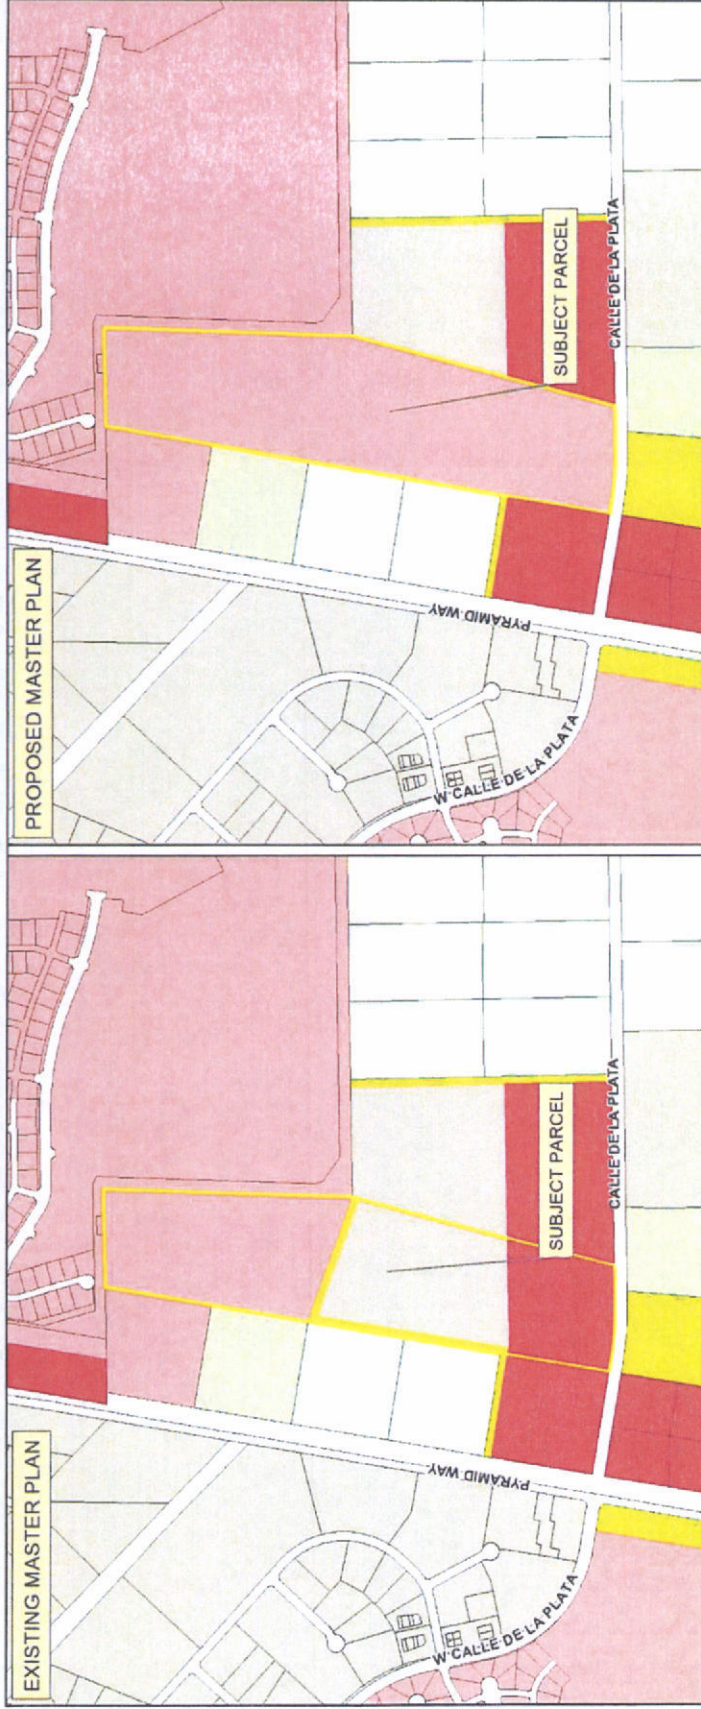 EXISTING MASTER PLAN
PYRAMID WAY
W CALLE DE LA PLATA
SUBJECT PARCEL
CALLE DE LA PLATA
PROPOSED MASTER PLAN
PYRAMID WAY
W CALLE DE LA PLATA
SUBJECT PARCEL
CALLE DE LA PLATA